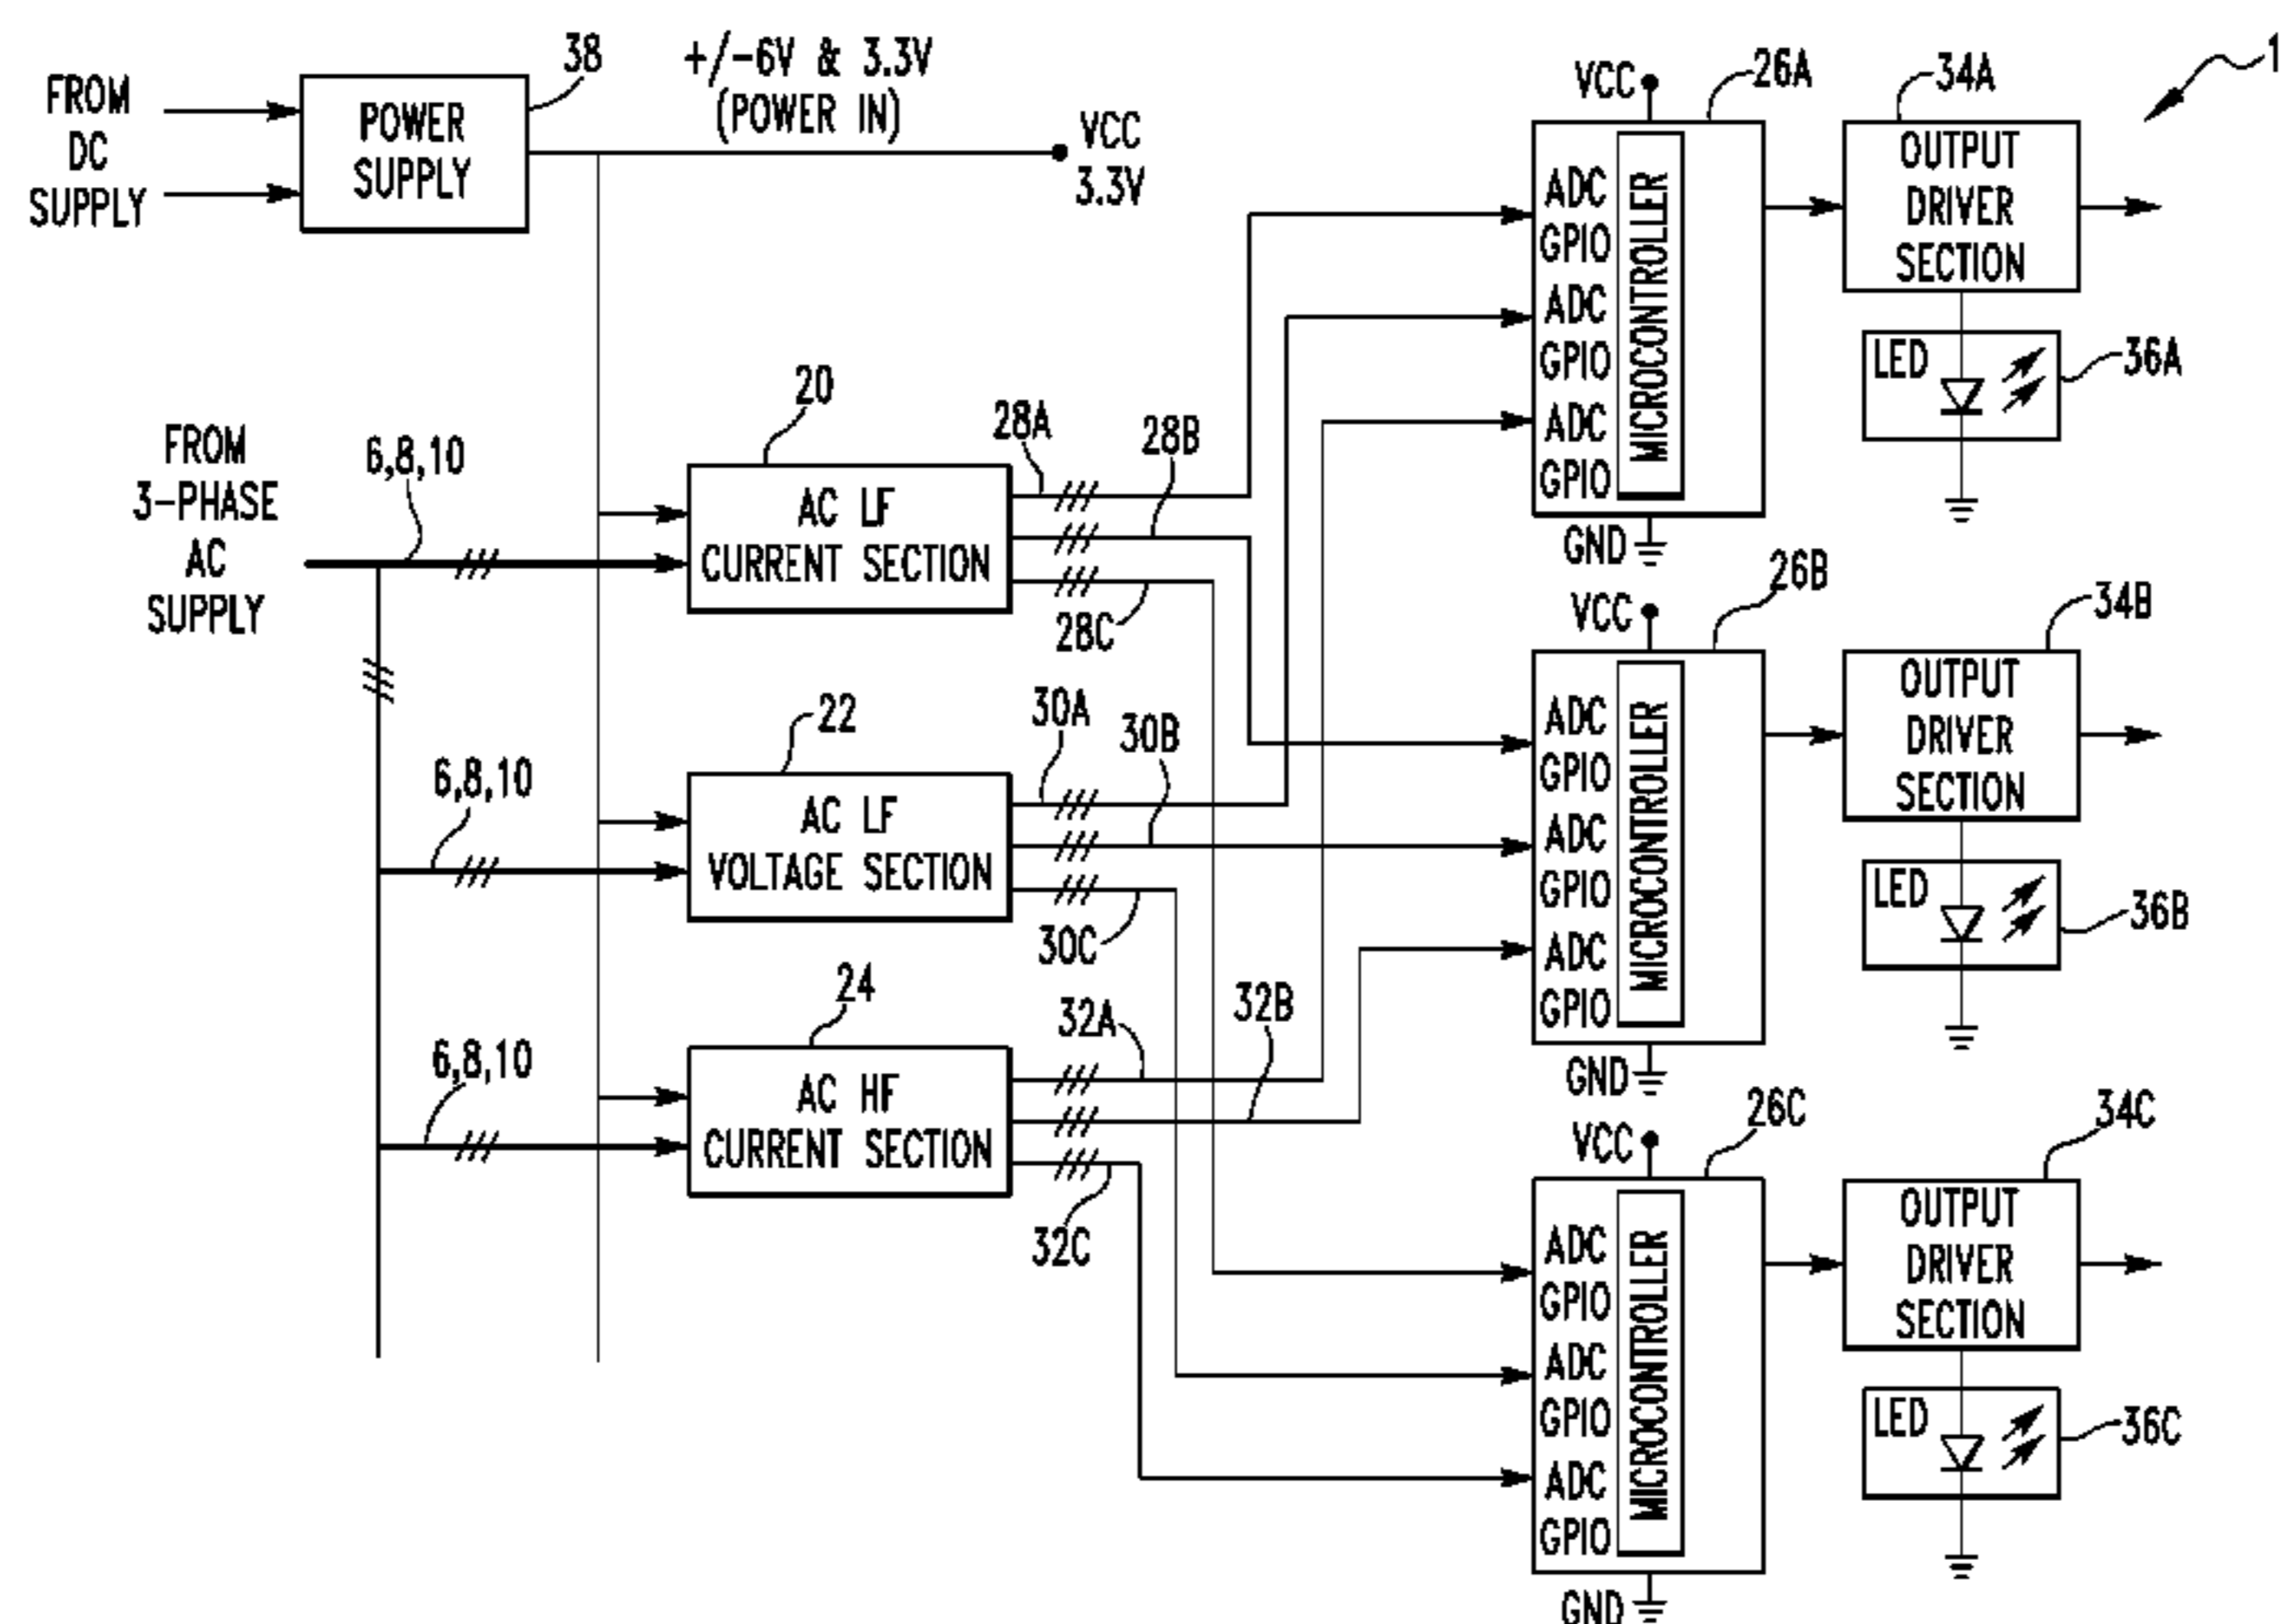 FROM
DC
SUPPLY
POWER
SUPPLY
38
+/-6V & 3.3V
(POWER IN)
VCC
3.3V
1
FROM
3-PHASE
AC
SUPPLY
6,8,10
20
AC LF
CURRENT SECTION
28A
28B
28C
6,8,10
22
AC LF
VOLTAGE SECTION
30A
30B
30C
6,8,10
24
AC HF
CURRENT SECTION
32A
32B
32C
VCC
26A
ADC
GPIO
ADC
GPIO
ADC
GPIO
MICROCONTROLLER
GND
34A
OUTPUT
DRIVER
SECTION
LED
36A
VCC
26B
ADC
GPIO
ADC
GPIO
ADC
GPIO
MICROCONTROLLER
GND
34B
OUTPUT
DRIVER
SECTION
LED
36B
VCC
26C
ADC
GPIO
ADC
GPIO
ADC
GPIO
MICROCONTROLLER
GND
34C
OUTPUT
DRIVER
SECTION
LED
36C